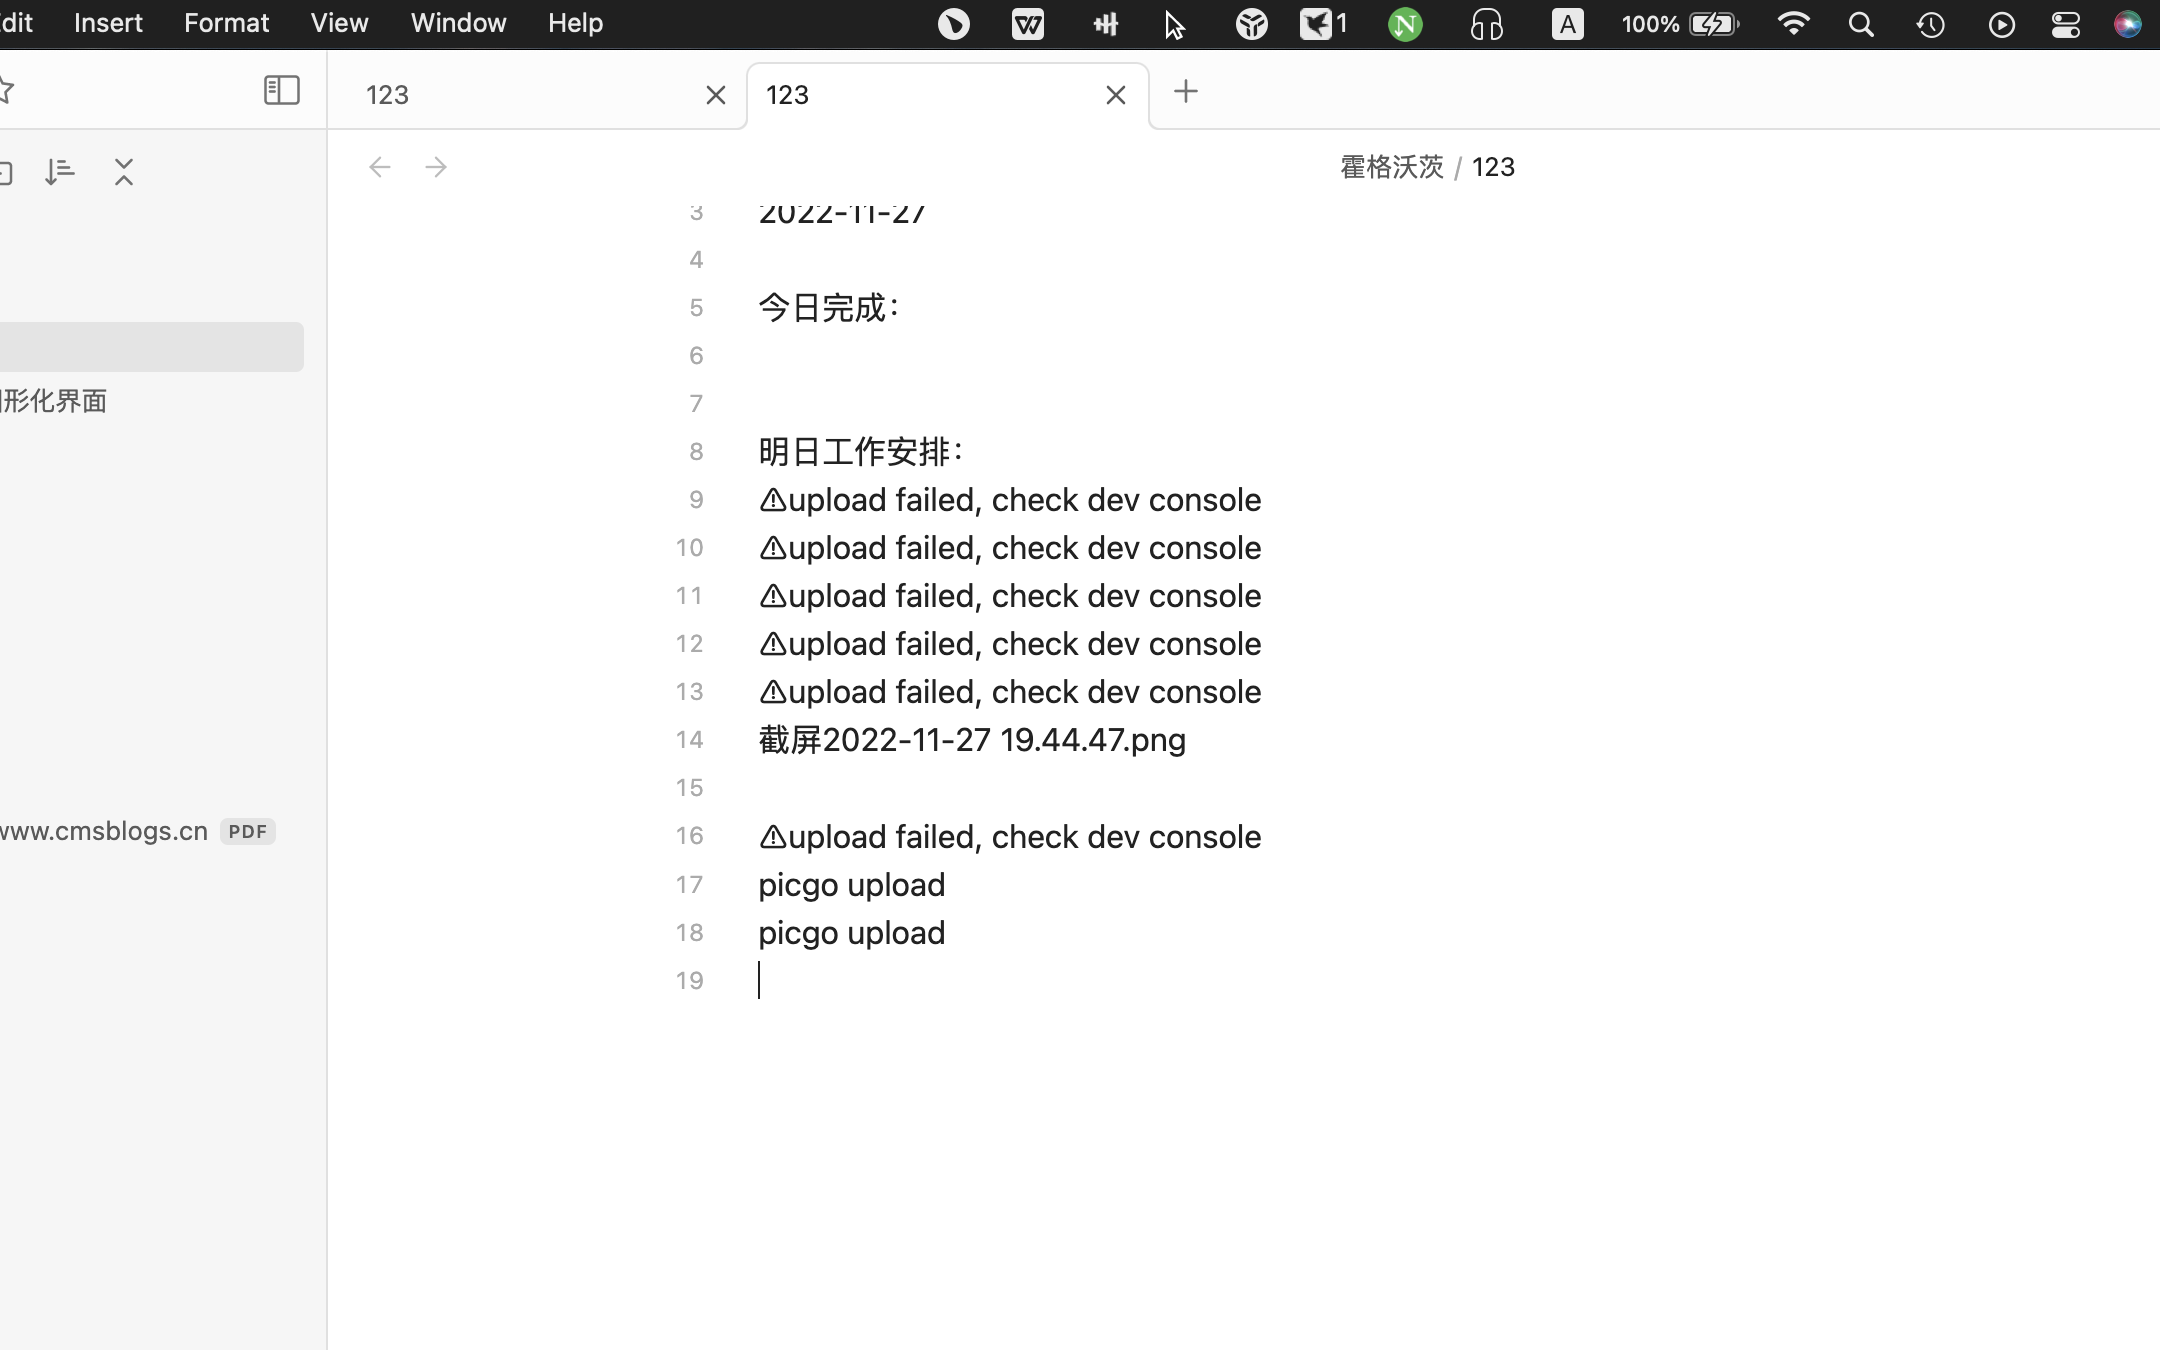 Insert Format View Window Help 1 N A 100%
123 123
霍格沃茨 / 123
3 2022-11-27
4
5 今日完成：
6
形化界面
7
8 明日工作安排：
9 ⚠upload failed, check dev console
10 ⚠upload failed, check dev console
11 ⚠upload failed, check dev console
12 ⚠upload failed, check dev console
13 ⚠upload failed, check dev console
14 截屏2022-11-27 19.44.47.png
15
www.cmsblogs.cn PDF
16 ⚠upload failed, check dev console
17 picgo upload
18 picgo upload
19